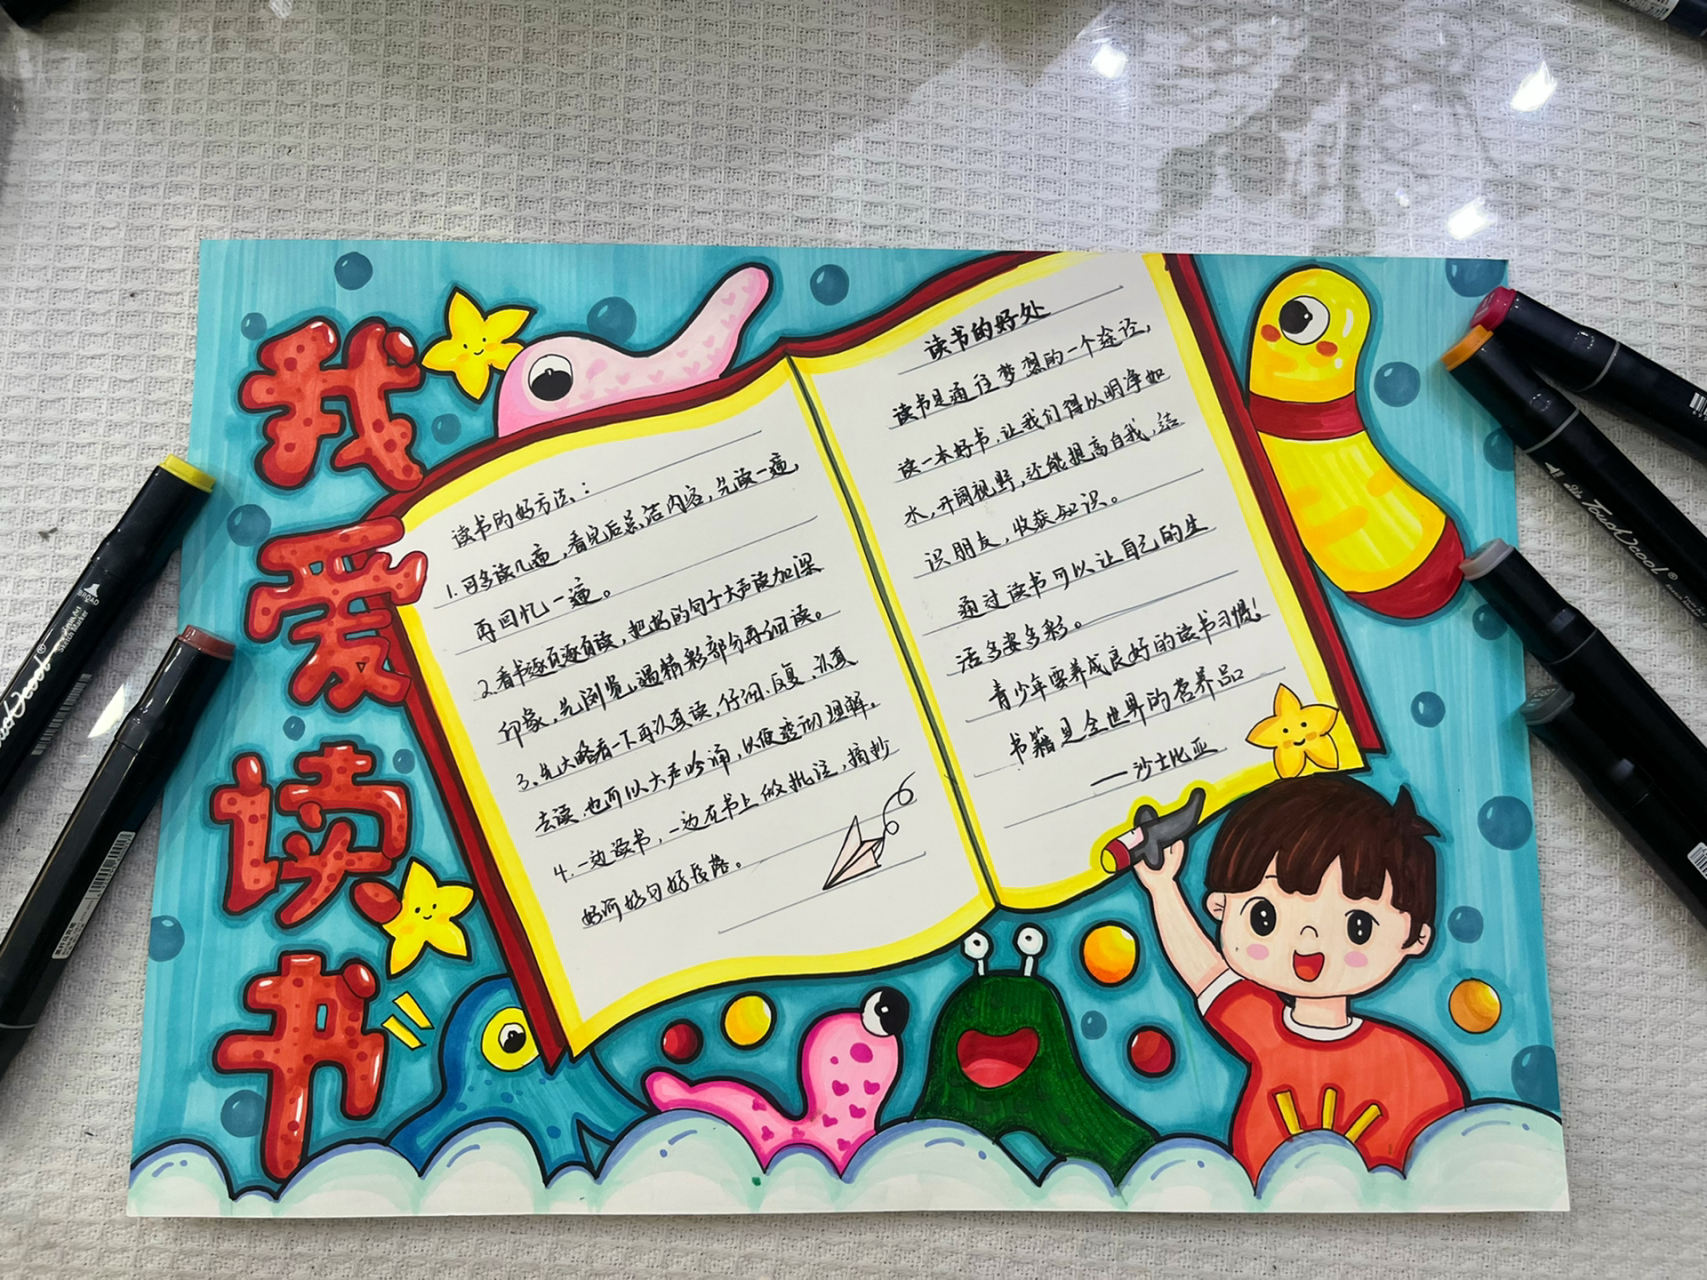 我爱读书
读书的好方法：
1.可多读几遍，看完后总结内容，先读一遍，
再回忆一遍。
2.看书逐页逐页读，把好的句子大声读加深
印象，先浏览，遇精彩部分再细读。
3.先大略看一下再认真读，仔细、反复、认真
去读，也可以大声吟诵，以便
理解。
4.一边读书，一边在书上做批注，摘抄
好词好句好段落。
读书的好处
读书是通往梦想的一个途径，
读一本好书，让我们得以明净如
水，开阔视野，还能提高自我，结
识朋友，收获知识。
通过读书可以让自己的生
活多姿多彩。
青少年要养成良好的读书习惯！
书籍是全世界的营养品
——沙士比亚
Touchcool®
Touchcool®